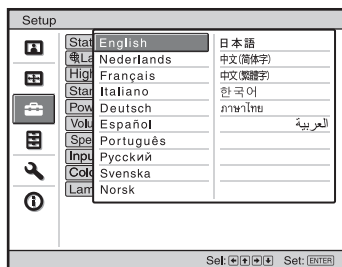 Setup
Stat
La
High
Star
Pow
Volu
Spe
Inpu
Colo
Lam
English
Nederlands
Français
Italiano
Deutsch
Español
Português
Русский
Svenska
Norsk
日本語
中文(简体字)
中文(繁體字)
한국어
ภาษาไทย
العربية
Sel: Set: ENTER